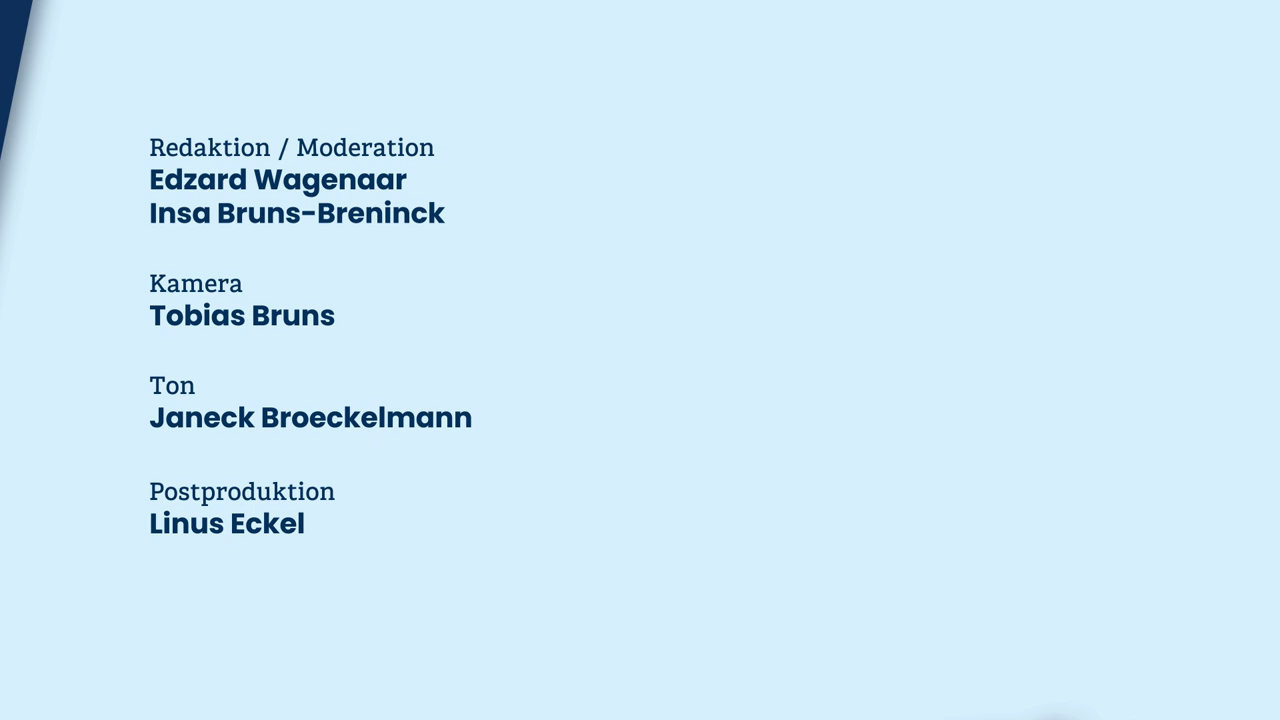 Redaktion / Moderation
Edzard Wagenaar
Insa Bruns-Breninck
Kamera
Tobias Bruns
Ton
Janeck Broeckelmann
Postproduktion
Linus Eckel